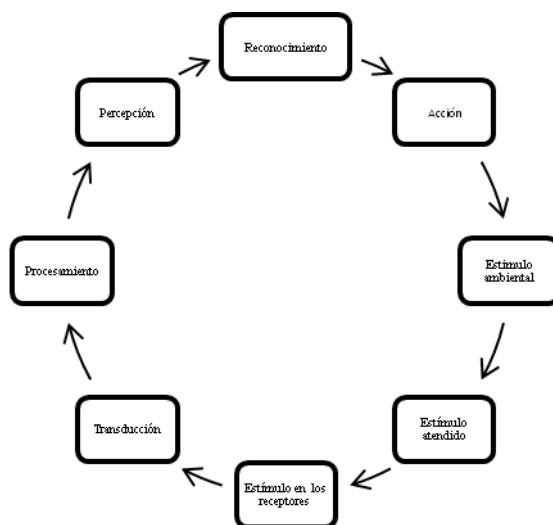 Reconocimiento
Acción
Estímulo
ambiental
Estímulo
atendido
Estímulo en los
receptores
Transducción
Procesamiento
Percepción